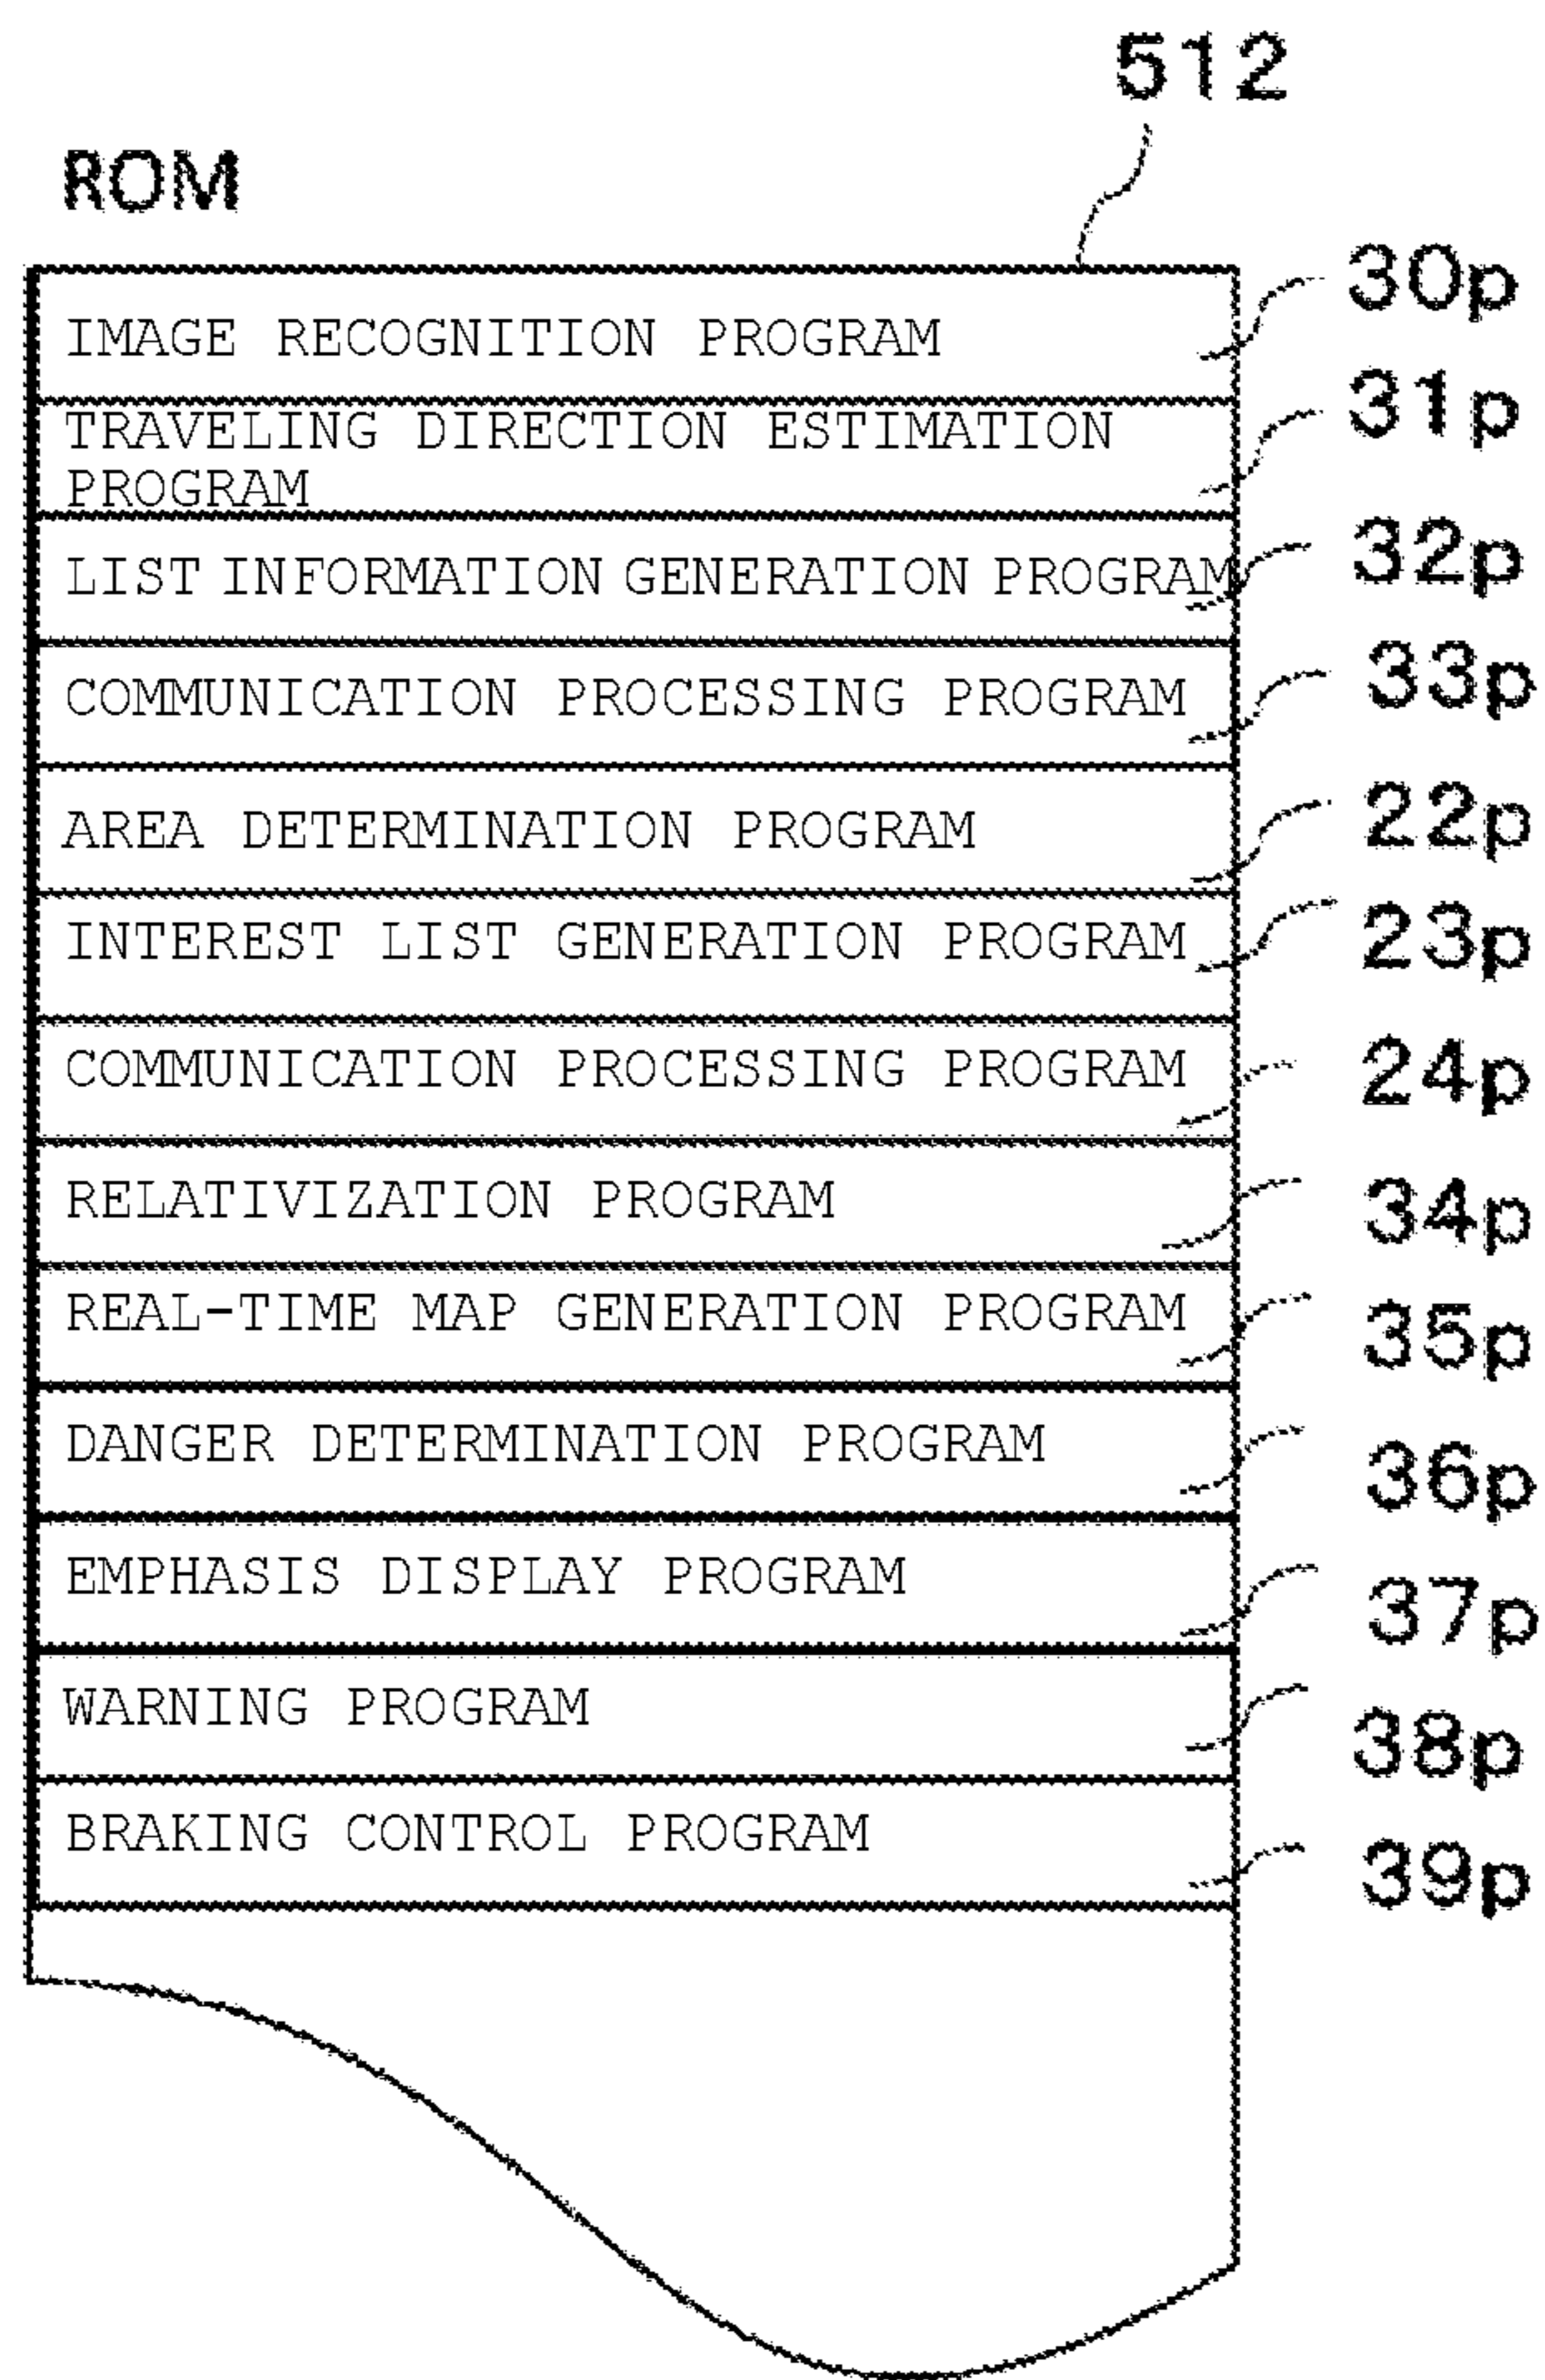 512
ROM
IMAGE RECOGNITION PROGRAM 30p
TRAVELING DIRECTION ESTIMATION
PROGRAM 31p
LIST INFORMATION GENERATION PROGRAM 32p
COMMUNICATION PROCESSING PROGRAM 33p
AREA DETERMINATION PROGRAM 22p
INTEREST LIST GENERATION PROGRAM 23p
COMMUNICATION PROCESSING PROGRAM 24p
RELATIVIZATION PROGRAM 34p
REAL-TIME MAP GENERATION PROGRAM 35p
DANGER DETERMINATION PROGRAM 36p
EMPHASIS DISPLAY PROGRAM 37p
WARNING PROGRAM 38p
BRAKING CONTROL PROGRAM 39p